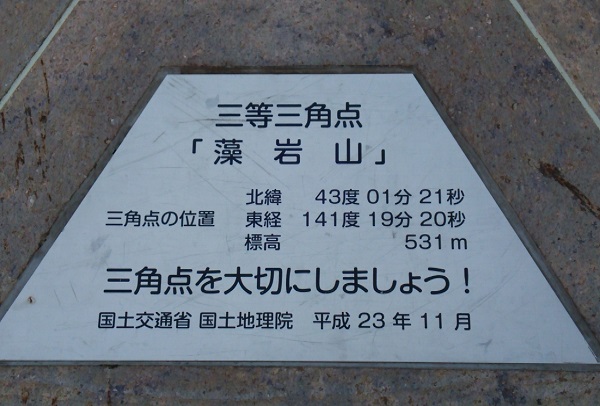 三等三角点
「藻岩山」
北緯 43度 01分 21秒
三角点の位置 東経 141度 19分 20秒
標高 531m
三角点を大切にしましょう!
国土交通省 国土地理院 平成 23 年 11 月